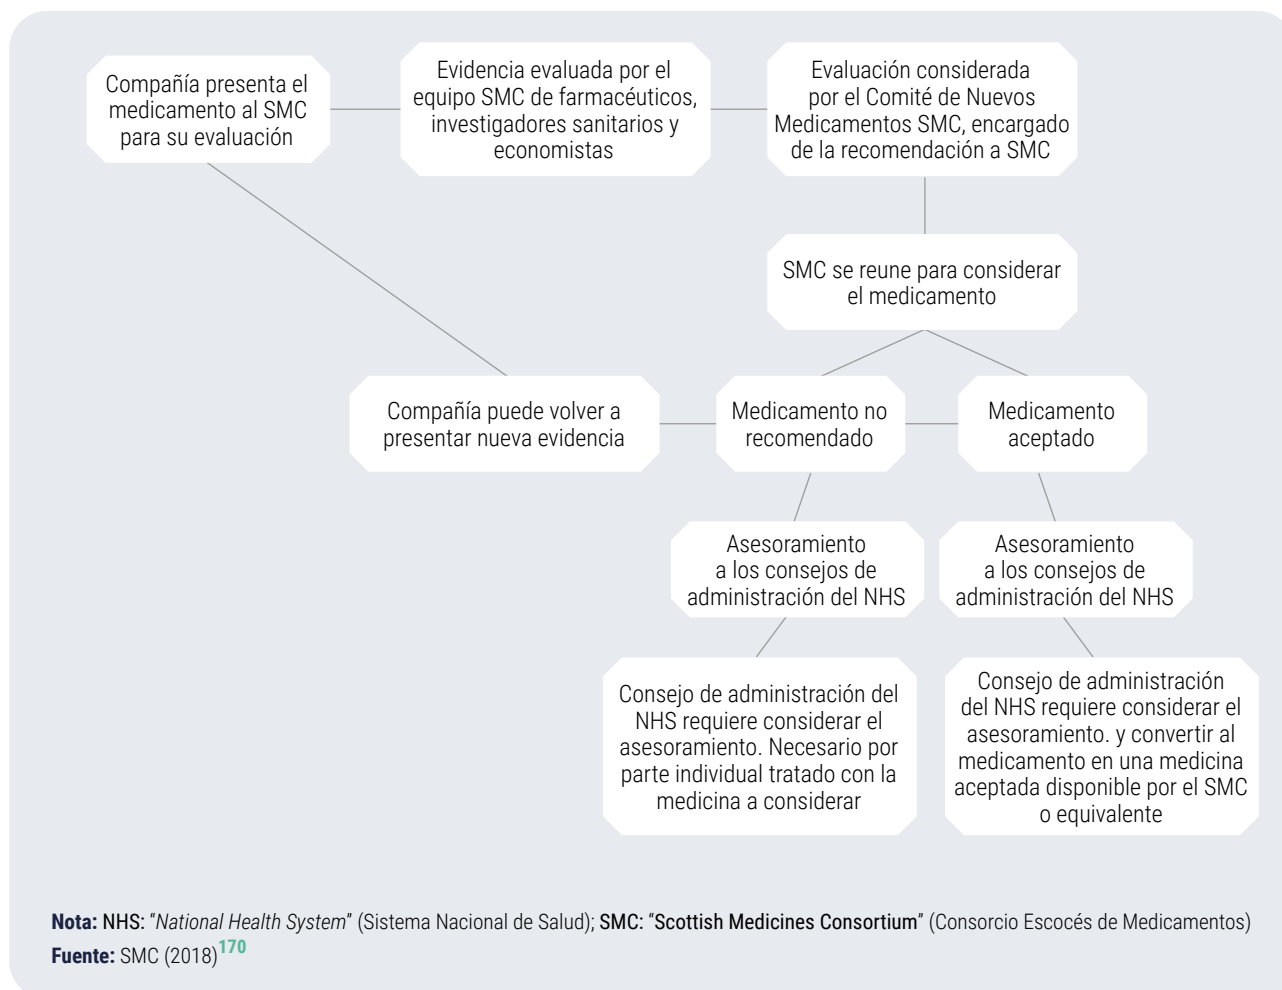 Compañía presenta el
medicamento al SMC
para su evaluación
Evidencia evaluada por el
equipo SMC de farmacéuticos,
investigadores sanitarios y
economistas
Evaluación considerada
por el Comité de Nuevos
Medicamentos SMC, encargado
de la recomendación a SMC
SMC se reune para considerar
el medicamento
Compañía puede volver a
presentar nueva evidencia
Medicamento no
recomendado
Medicamento
aceptado
Asesoramiento
a los consejos de
administración del NHS
Asesoramiento
a los consejos de
administración del NHS
Consejo de administración del
NHS requiere considerar el
asesoramiento. Necesario por
parte individual tratado con la
medicina a considerar
Consejo de administración
del NHS requiere considerar el
asesoramiento. y convertir al
medicamento en una medicina
aceptada disponible por el SMC
o equivalente
Nota: NHS: “National Health System” (Sistema Nacional de Salud); SMC: “Scottish Medicines Consortium” (Consorcio Escocés de Medicamentos)
Fuente: SMC (2018)170